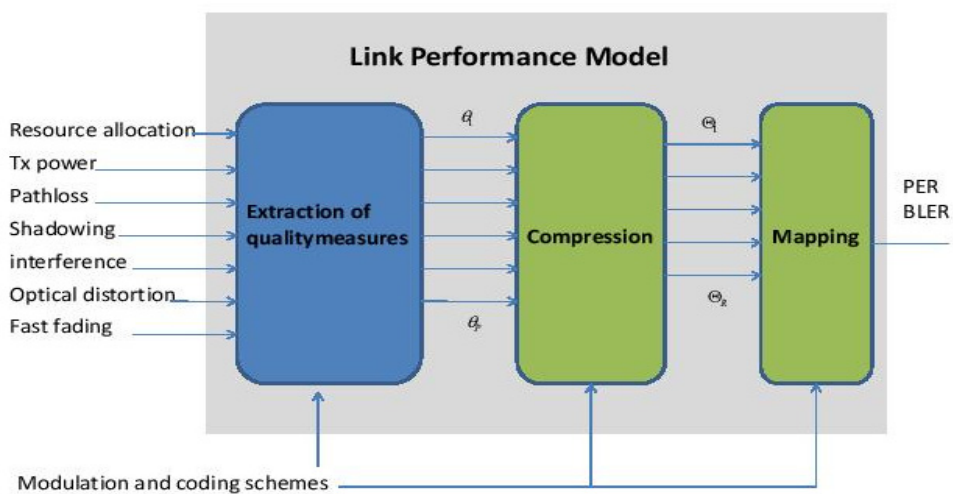 Link Performance Model
Resource allocation
Tx power
Pathloss
Shadowing
interference
Optical distortion
Fast fading
Extraction of
qualitymeasures
θ₁
θₚ
Compression
Θ₁
Θ_R
Mapping
PER
BLER
Modulation and coding schemes